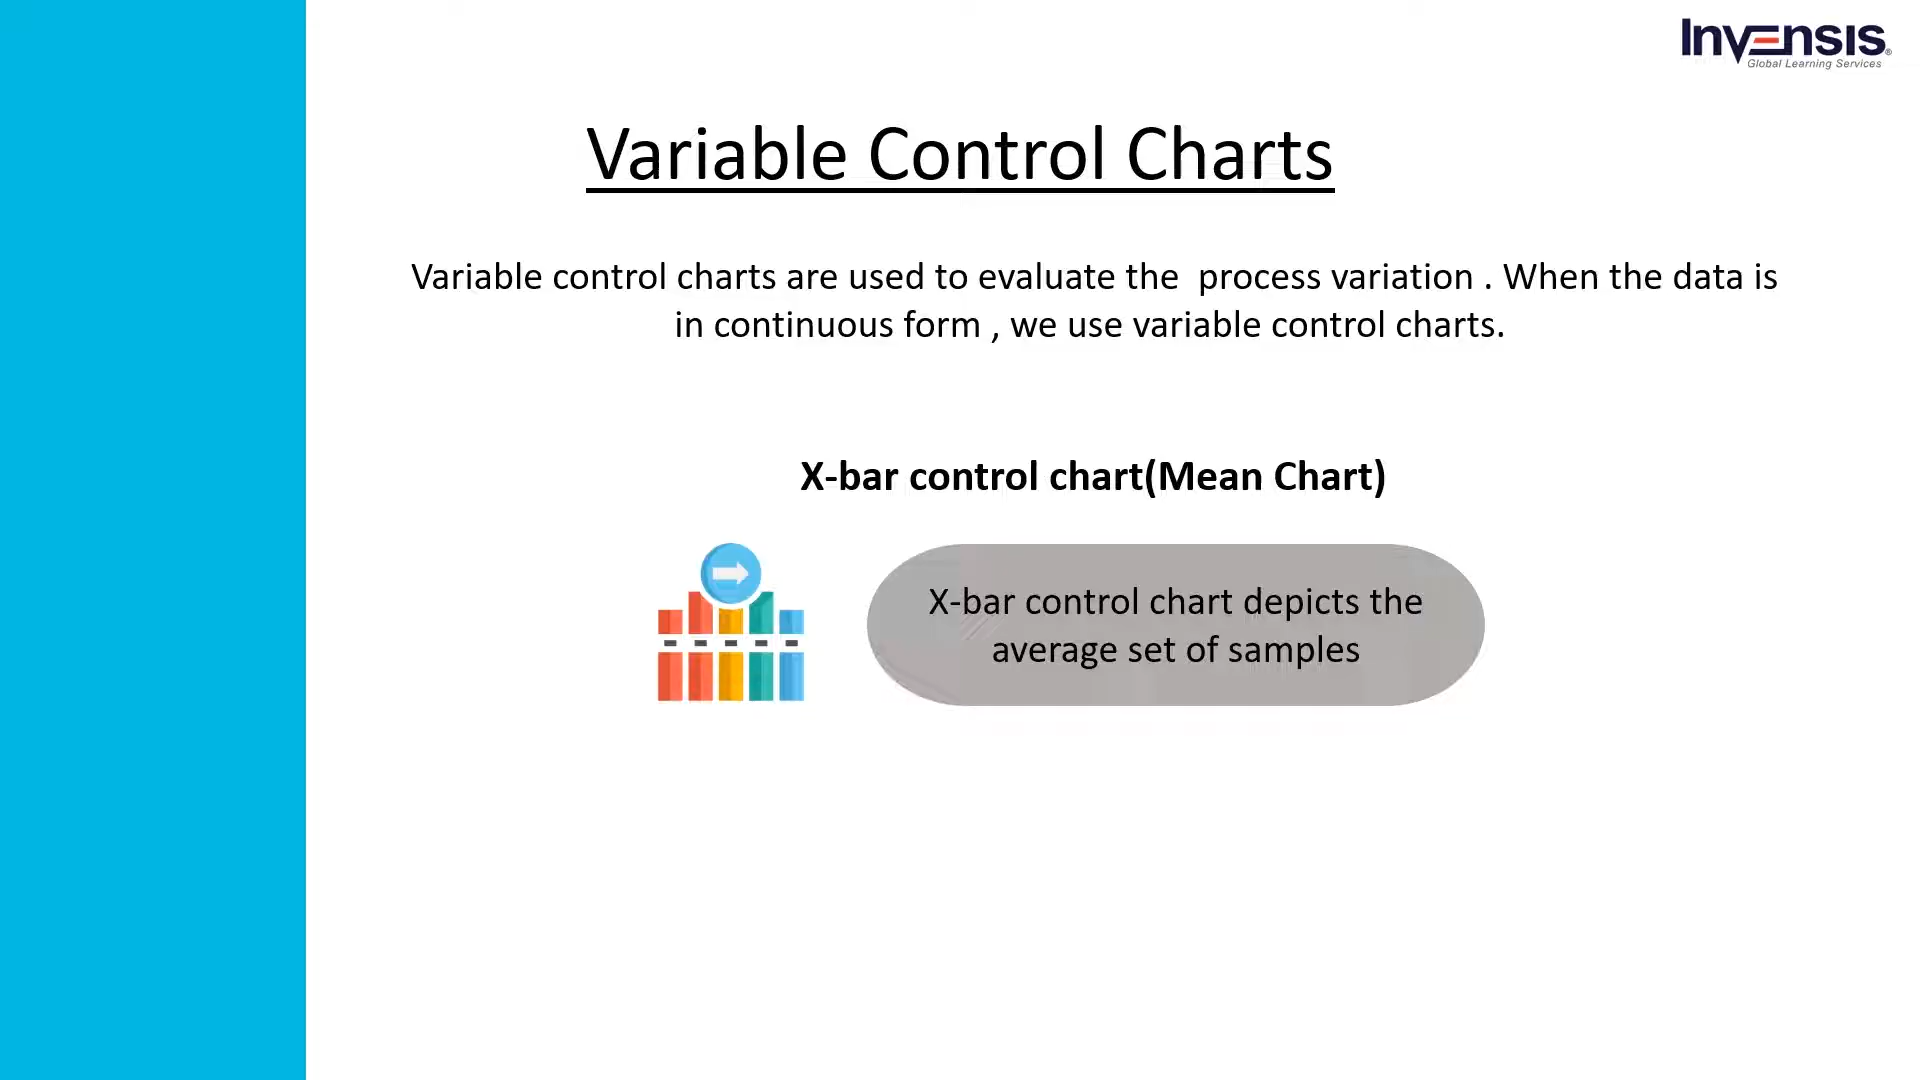 Invensis®
Global Learning Services
Variable Control Charts
Variable control charts are used to evaluate the  process variation . When the data is
in continuous form , we use variable control charts.
X-bar control chart(Mean Chart)
X-bar control chart depicts the
average set of samples